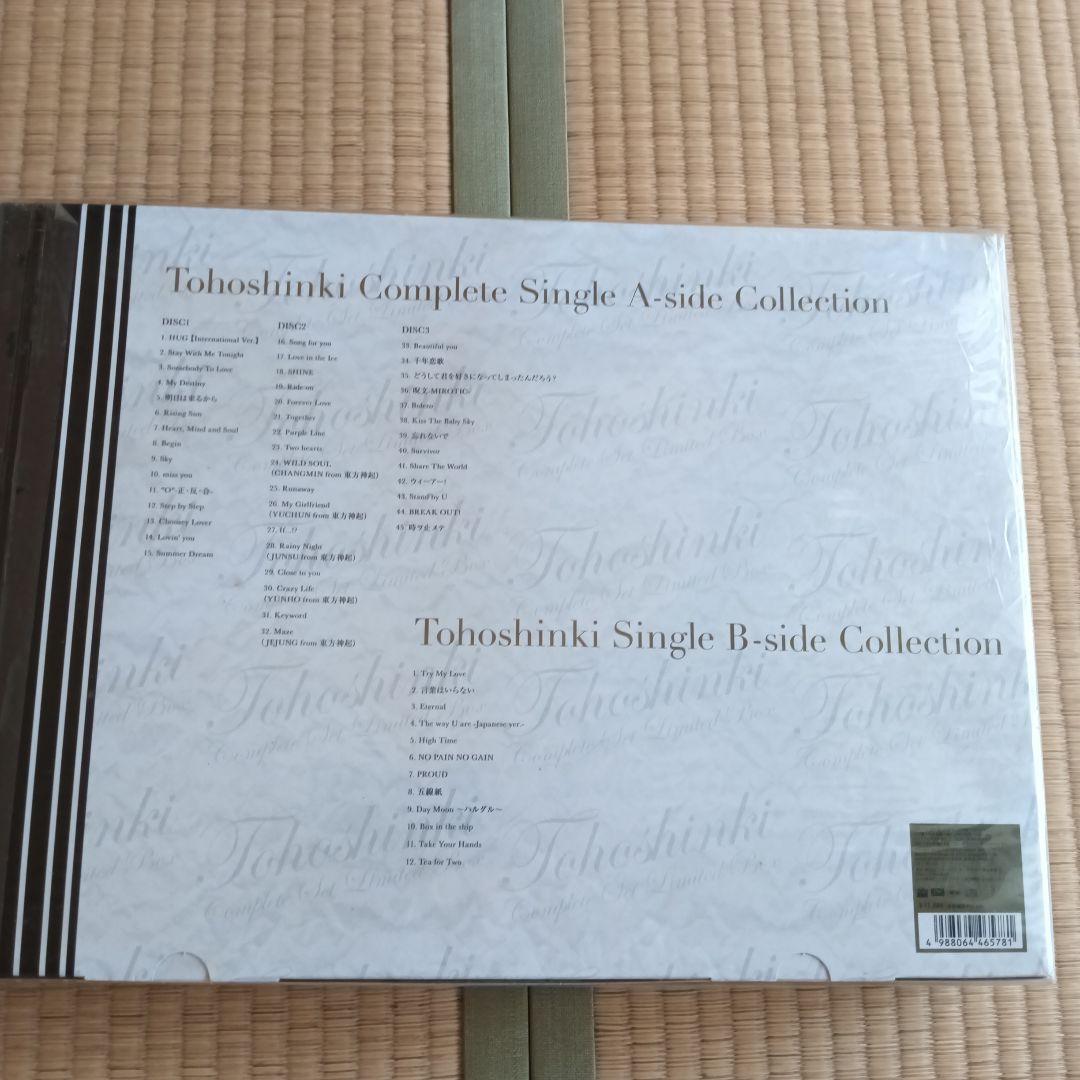 Tohoshinki Complete Single A-side Collection
DISC1
1. HUG【International Ver.】
2. Stay With Me Tonight
3. Somebody To Love
4. My Destiny
5. 明日は来るから
6. Rising Sun
7. Heart, Mind and Soul
8. Begin
9. Sky
10. miss you
11. "O"-正・反・合-
12. Step by Step
13. Choosey Lover
14. Lovin' you
15. Summer Dream
DISC2
16. Song for you
17. Love in the Ice
18. SHINE
19. Ride on
20. Forever Love
21. Together
22. Purple Line
23. Two hearts
24. WILD SOUL
(CHANGMIN from 東方神起)
25. Runaway
26. My Girlfriend
(YUCHUN from 東方神起)
27. If...!?
28. Rainy Night
(JUNSU from 東方神起)
29. Close to you
30. Crazy Life
(YUNHO from 東方神起)
31. Keyword
32. Maze
(JEJUNG from 東方神起)
DISC3
33. Beautiful you
34. 千年恋歌
35. どうして君を好きになってしまったんだろう?
36. 呪文-MIROTIC-
37. Bolero
38. Kiss The Baby Sky
39. 忘れないで
40. Survivor
41. Share The World
42. ウィーアー!
43. Stand by U
44. BREAK OUT!
45. 時ヲ止メテ
Tohoshinki Single B-side Collection
1. Try My Love
2. 言葉はいらない
3. Eternal
4. The way U are -Japanese ver.-
5. High Time
6. NO PAIN NO GAIN
7. PROUD
8. 五線紙
9. Day Moon ～ハルダル～
10. Box in the ship
11. Take Your Hands
12. Tea for Two
Tohoshinki
Complete Set Limited Box
4 988064 465781